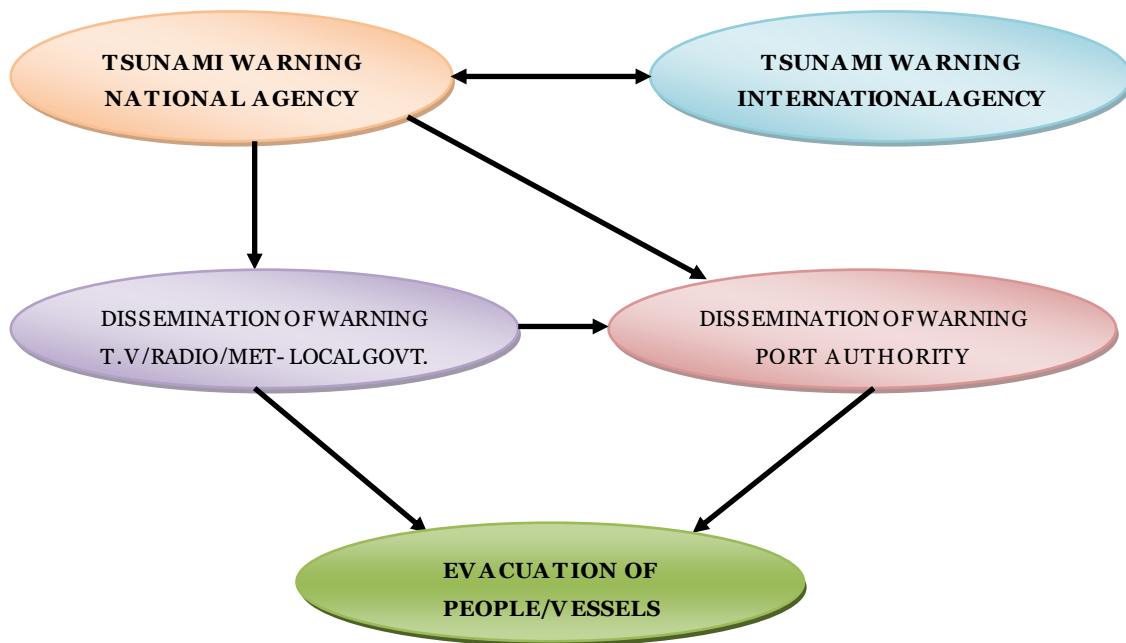 TSUNAMI WARNING
NATIONAL AGENCY
TSUNAMI WARNING
INTERNATIONAL AGENCY
DISSEMINATION OF WARNING
T.V/RADIO/MET- LOCAL GOVT.
DISSEMINATION OF WARNING
PORT AUTHORITY
EVACUATION OF
PEOPLE/VESSELS